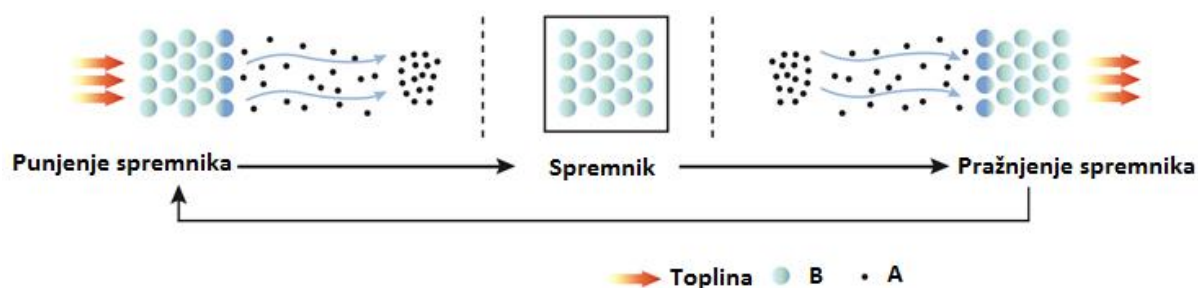 Punjenje spremnika
Spremnik
Pražnjenje spremnika
Toplina B A